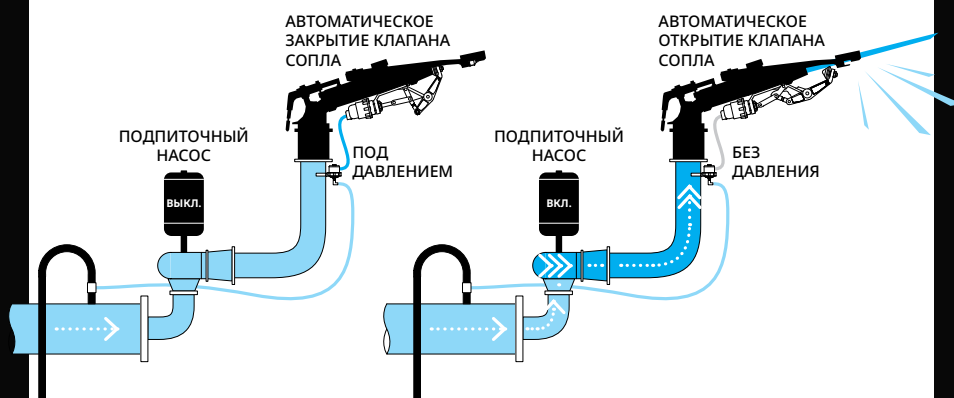 АВТОМАТИЧЕСКОЕ
ЗАКРЫТИЕ КЛАПАНА
СОПЛА
ПОДПИТОЧНЫЙ
НАСОС
ВЫКЛ.
ПОД
ДАВЛЕНИЕМ
АВТОМАТИЧЕСКОЕ
ОТКРЫТИЕ КЛАПАНА
СОПЛА
ПОДПИТОЧНЫЙ
НАСОС
ВКЛ.
БЕЗ
ДАВЛЕНИЯ